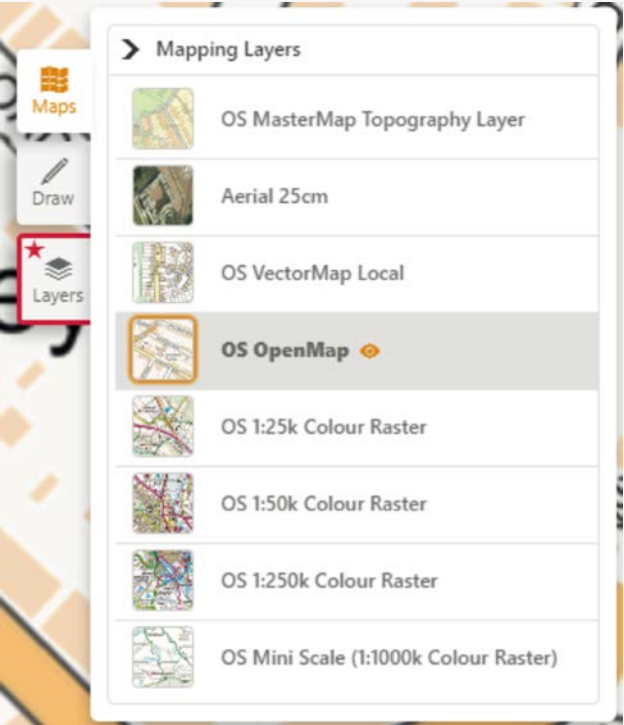 Mapping Layers
Maps
OS MasterMap Topography Layer
Draw
Aerial 25cm
Layers
OS VectorMap Local
OS OpenMap
OS 1:25k Colour Raster
OS 1:50k Colour Raster
OS 1:250k Colour Raster
OS Mini Scale (1:1000k Colour Raster)